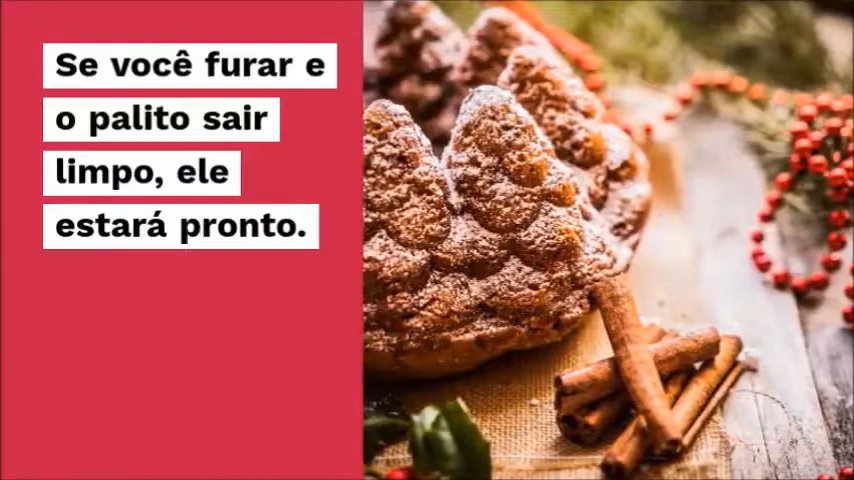 Se você furar e
o palito sair
limpo, ele
estará pronto.